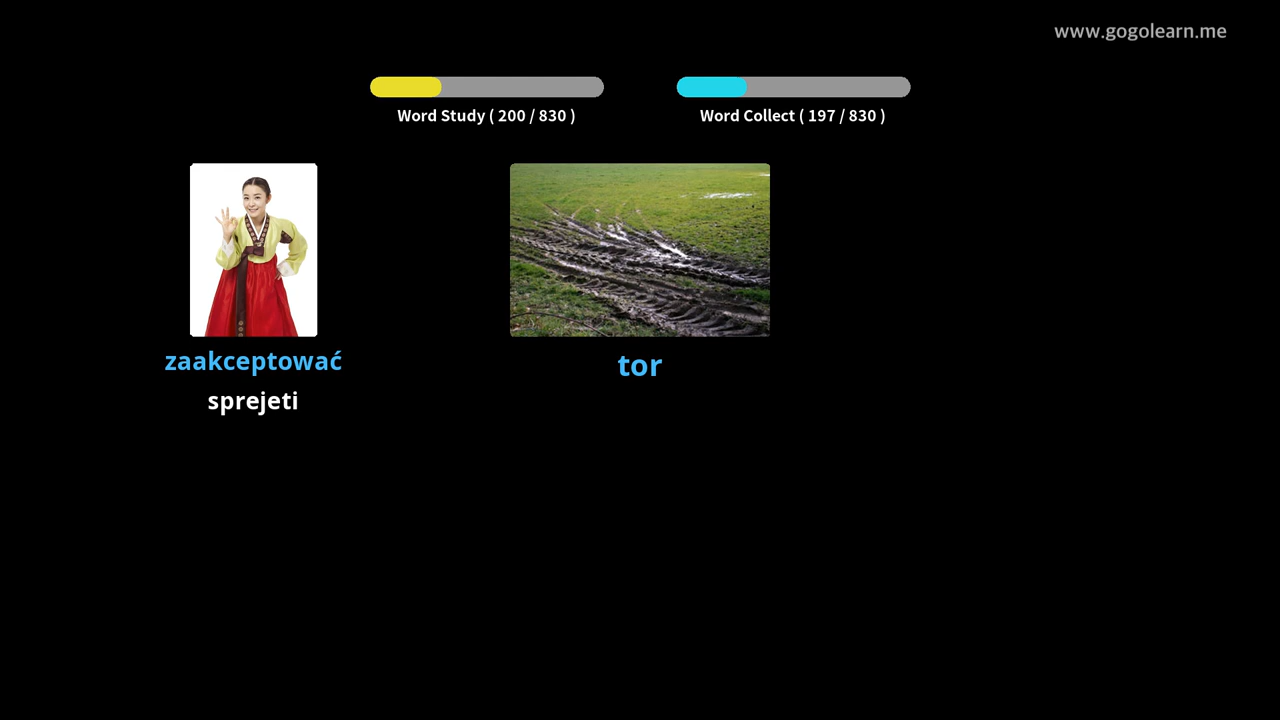 www.gogolearn.me
Word Study ( 200 / 830 )
Word Collect ( 197 / 830 )
zaakceptować
sprejeti
tor